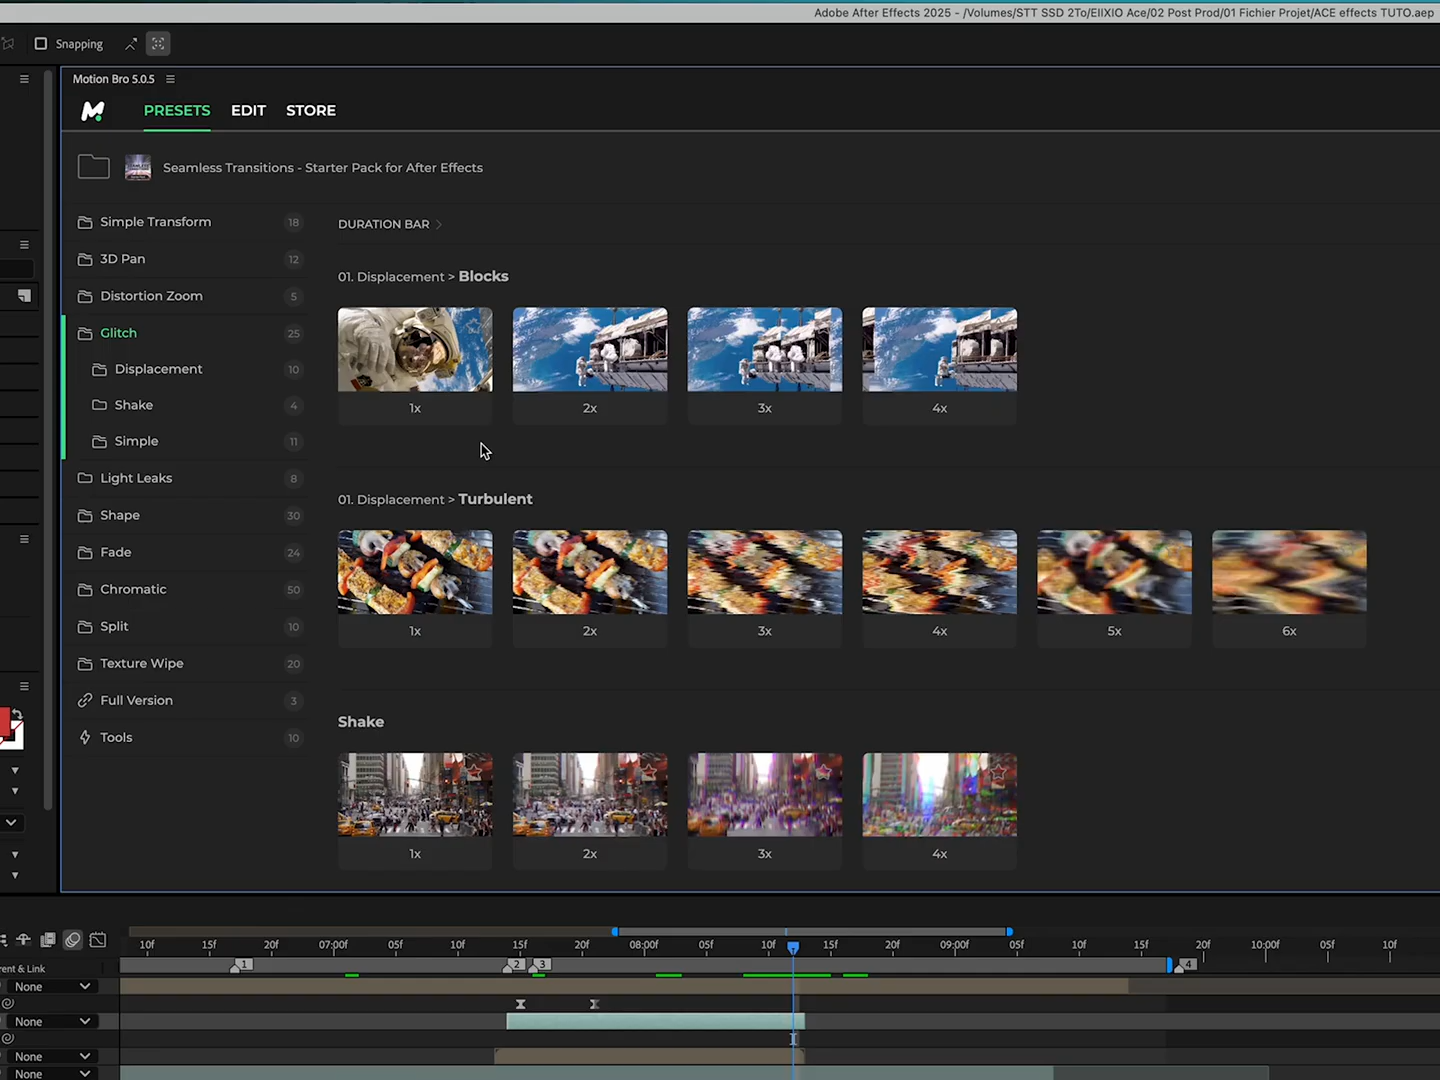 Adobe After Effects 2025 - /Volumes/STT SSD 2To/EIIXIO Ace/02 Post Prod/01 Fichier Projet/ACE effects TUTO.aep
Snapping
Motion Bro 5.0.5
PRESETS EDIT STORE
Seamless Transitions - Starter Pack for After Effects
Simple Transform 18
3D Pan 12
Distortion Zoom 5
Glitch 25
Displacement 10
Shake 4
Simple 11
Light Leaks 8
Shape 30
Fade 24
Chromatic 50
Split 10
Texture Wipe 20
Full Version 3
Tools 10
DURATION BAR >
01. Displacement > Blocks
1x 2x 3x 4x
01. Displacement > Turbulent
1x 2x 3x 4x 5x 6x
Shake
1x 2x 3x 4x
10f 15f 20f 07:00f 05f 10f 15f 20f 08:00f 05f 10f 15f 20f 09:00f 05f 10f 15f 20f 10:00f 05f 10f
1 2 3 4
rent & Link
None
None
None
None